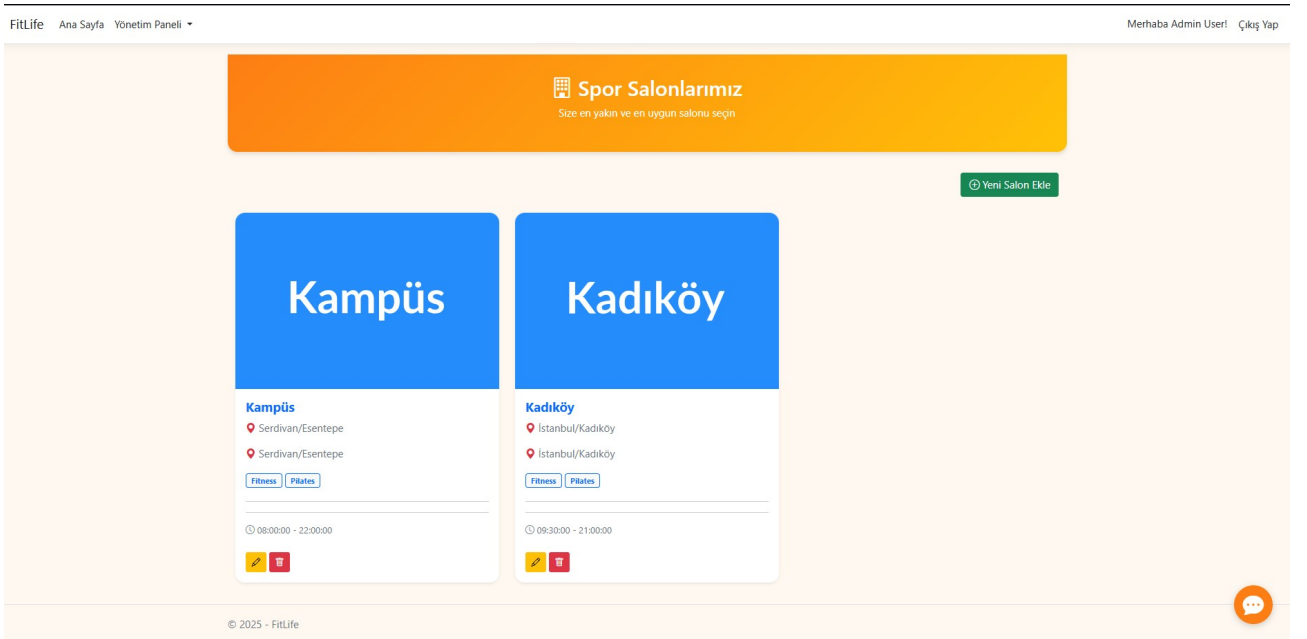 FitLife Ana Sayfa Yönetim Paneli Merhaba Admin User! Çıkış Yap
Spor Salonlarımız
Size en yakın ve en uygun salonu seçin
Yeni Salon Ekle
Kampüs
Kampüs
Serdivan/Esentepe
Serdivan/Esentepe
Fitness Pilates
08:00:00 - 22:00:00
Kadıköy
Kadıköy
İstanbul/Kadıköy
İstanbul/Kadıköy
Fitness Pilates
09:30:00 - 21:00:00
© 2025 - FitLife